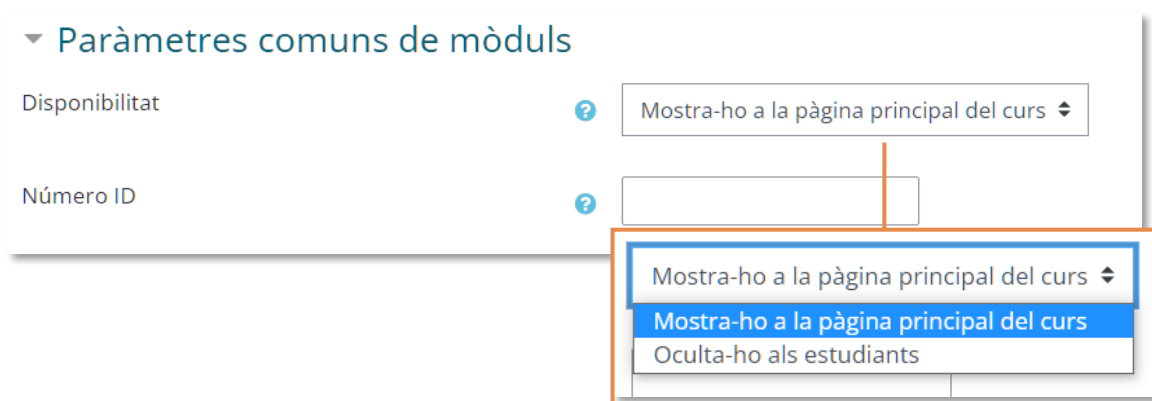 Paràmetres comuns de mòduls
Disponibilitat
Mostra-ho a la pàgina principal del curs
Número ID
Mostra-ho a la pàgina principal del curs
Mostra-ho a la pàgina principal del curs
Oculta-ho als estudiants